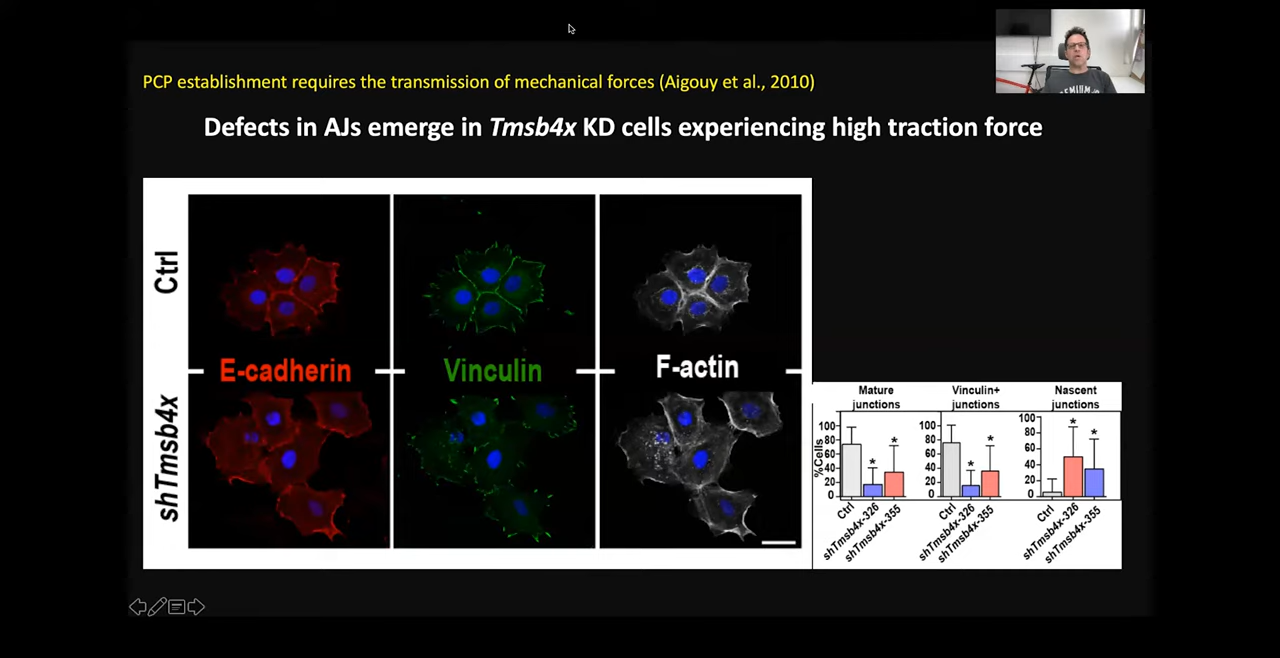 PCP establishment requires the transmission of mechanical forces (Aigouy et al., 2010)
Defects in AJs emerge in Tmsb4x KD cells experiencing high traction force
Ctrl
E-cadherin
Vinculin
F-actin
shTmsb4x
Mature junctions
Vinculin+ junctions
Nascent junctions
%Cells
100
80
60
40
20
0
* *
Ctrl
shTmsb4x-326
shTmsb4x-355
100
80
60
40
20
0
* *
Ctrl
shTmsb4x-326
shTmsb4x-355
100
80
60
40
20
0
* *
Ctrl
shTmsb4x-326
shTmsb4x-355